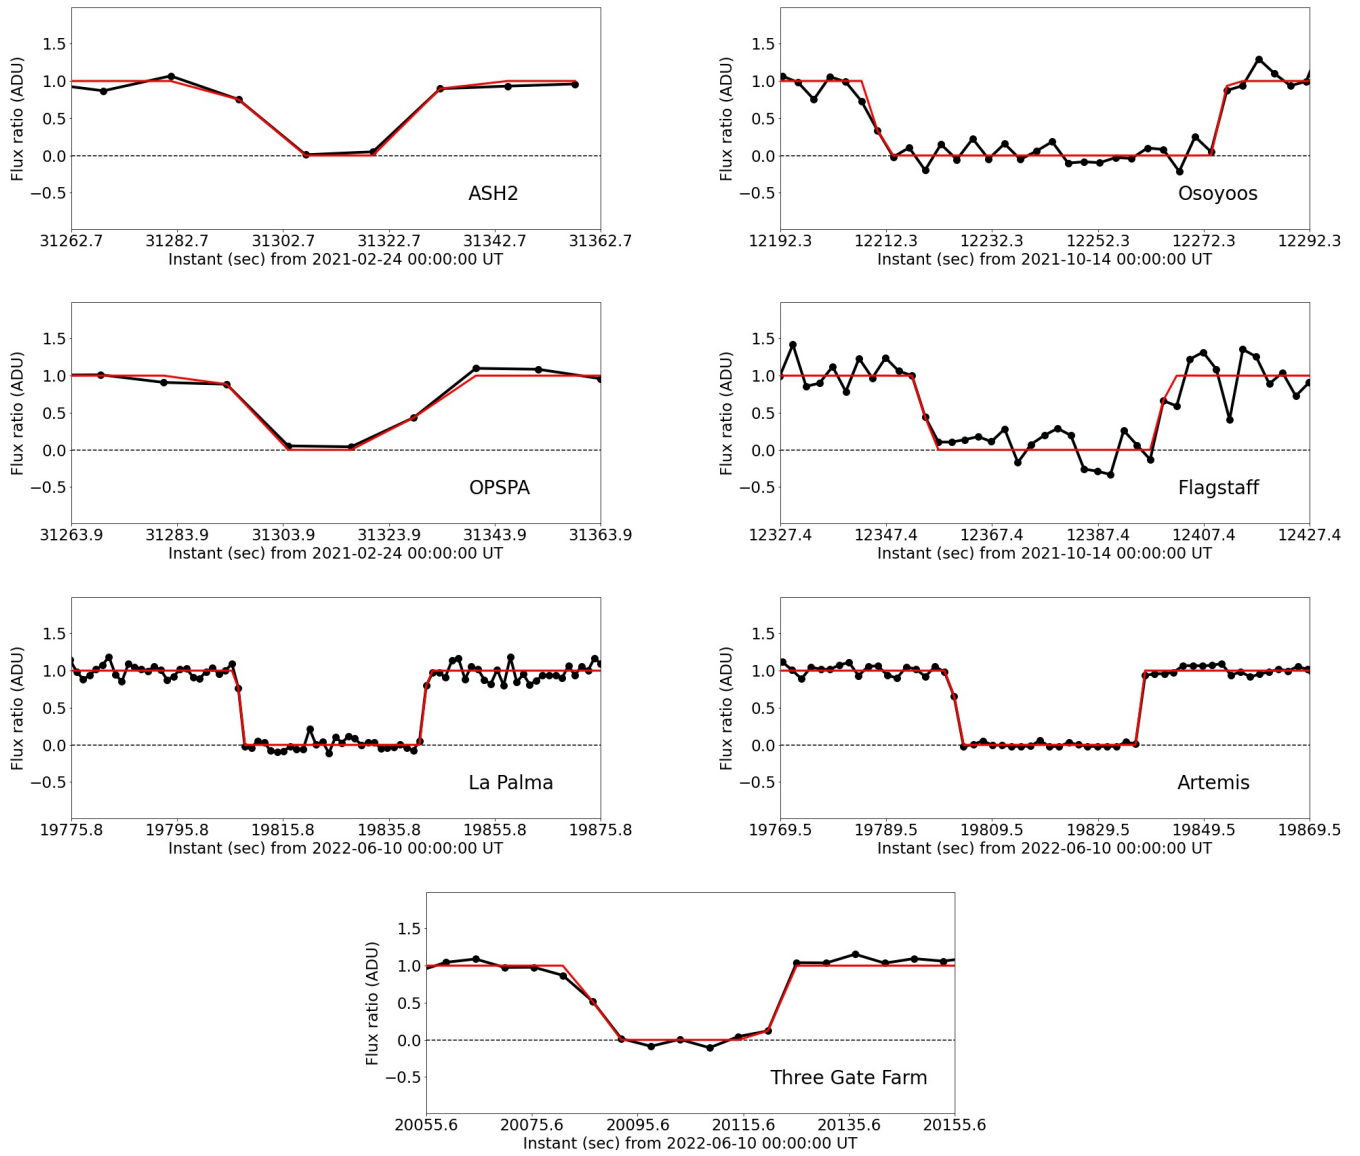 1.5
1.0
0.5
0.0
−0.5
Flux ratio (ADU)
ASH2
31262.7 31282.7 31302.7 31322.7 31342.7 31362.7
Instant (sec) from 2021-02-24 00:00:00 UT
1.5
1.0
0.5
0.0
−0.5
Flux ratio (ADU)
Osoyoos
12192.3 12212.3 12232.3 12252.3 12272.3 12292.3
Instant (sec) from 2021-10-14 00:00:00 UT
1.5
1.0
0.5
0.0
−0.5
Flux ratio (ADU)
OPSPA
31263.9 31283.9 31303.9 31323.9 31343.9 31363.9
Instant (sec) from 2021-02-24 00:00:00 UT
1.5
1.0
0.5
0.0
−0.5
Flux ratio (ADU)
Flagstaff
12327.4 12347.4 12367.4 12387.4 12407.4 12427.4
Instant (sec) from 2021-10-14 00:00:00 UT
1.5
1.0
0.5
0.0
−0.5
Flux ratio (ADU)
La Palma
19775.8 19795.8 19815.8 19835.8 19855.8 19875.8
Instant (sec) from 2022-06-10 00:00:00 UT
1.5
1.0
0.5
0.0
−0.5
Flux ratio (ADU)
Artemis
19769.5 19789.5 19809.5 19829.5 19849.5 19869.5
Instant (sec) from 2022-06-10 00:00:00 UT
1.5
1.0
0.5
0.0
−0.5
Flux ratio (ADU)
Three Gate Farm
20055.6 20075.6 20095.6 20115.6 20135.6 20155.6
Instant (sec) from 2022-06-10 00:00:00 UT